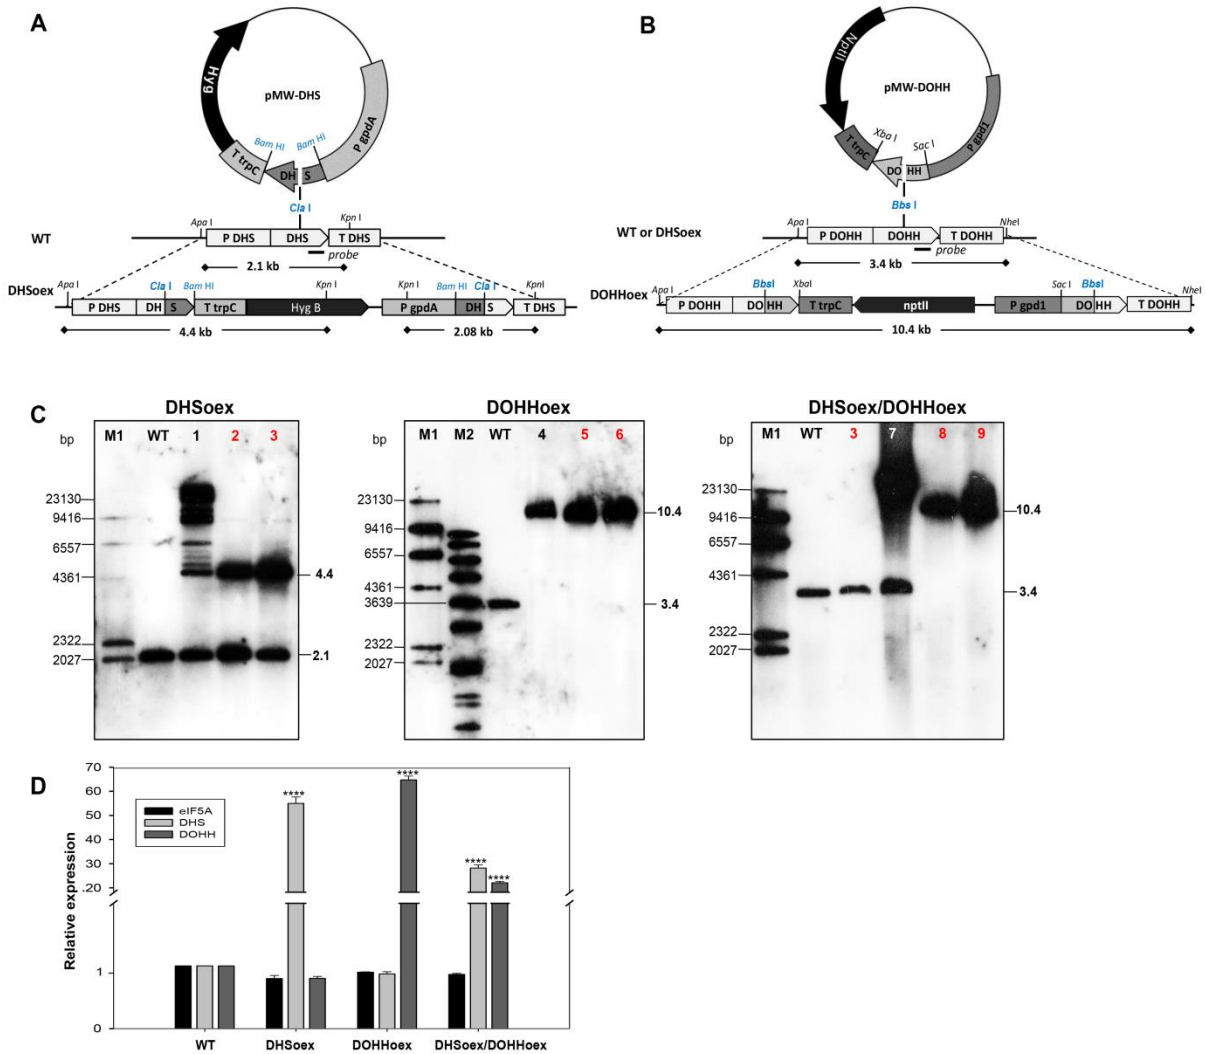 A
Hyg
pMW-DHS
P gpdA
Bam HI
Bam HI
T trpC
DH S
Cla I
Apa I
Kpn I
WT
P DHS DHS T DHS
probe
2.1 kb
DHSoex
Apa I Cla I Bam HI Kpn I Kpn I Bam HI Cla I KpnI
P DHS DH S T trpC Hyg B P gpdA DH S T DHS
4.4 kb 2.08 kb
B
NptII
pMW-DOHH
P gpd1
Xba I
Sac I
T trpC
DO HH
Bbs I
Apa I
NheI
WT or DHSoex
P DOHH DOHH T DOHH
probe
3.4 kb
DOHHoex
Apa I BbsI XbaI Sac I BbsI NheI
P DOHH DO HH T trpC nptII P gpd1 DO HH T DOHH
10.4 kb
C
DHSoex
bp M1 WT 1 2 3
23130
9416
6557
4361
2322
2027
4.4
2.1
DOHHoex
bp M1 M2 WT 4 5 6
23130
9416
6557
4361
3639
2322
2027
10.4
3.4
DHSoex/DOHHoex
bp M1 WT 3 7 8 9
23130
9416
6557
4361
2322
2027
10.4
3.4
D
Relative expression
70
60
50
40
30
20
1
0
eIF5A
DHS
DOHH
****
****
****
****
WT DHSoex DOHHoex DHSoex/DOHHoex